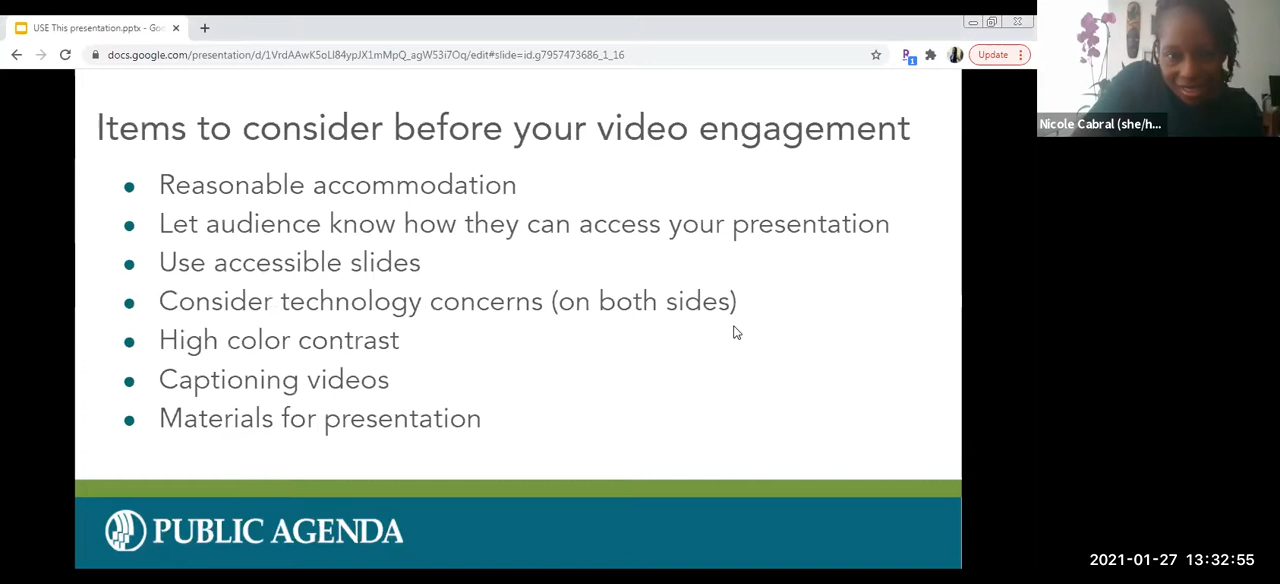 USE This presentation.pptx - Goo
Update
docs.google.com/presentation/d/1VrdAAwK5oLl84ypJX1mMpQ_agW53i7Oq/edit#slide=id.g7957473686_1_16
Nicole Cabral (she/h...
Items to consider before your video engagement
Reasonable accommodation
Let audience know how they can access your presentation
Use accessible slides
Consider technology concerns (on both sides)
High color contrast
Captioning videos
Materials for presentation
PUBLIC AGENDA
2021-01-27 13:32:55